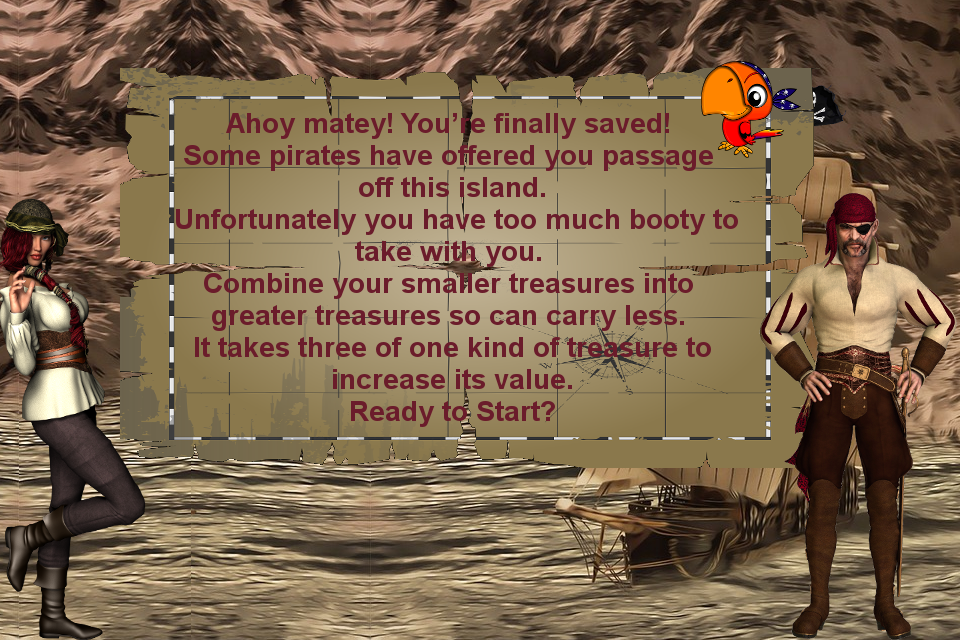 Ahoy matey! You’re finally saved!
Some pirates have offered you passage
off this island.
Unfortunately you have too much booty to
take with you.
Combine your smaller treasures into
greater treasures so can carry less.
It takes three of one kind of treasure to
increase its value.
Ready to Start?